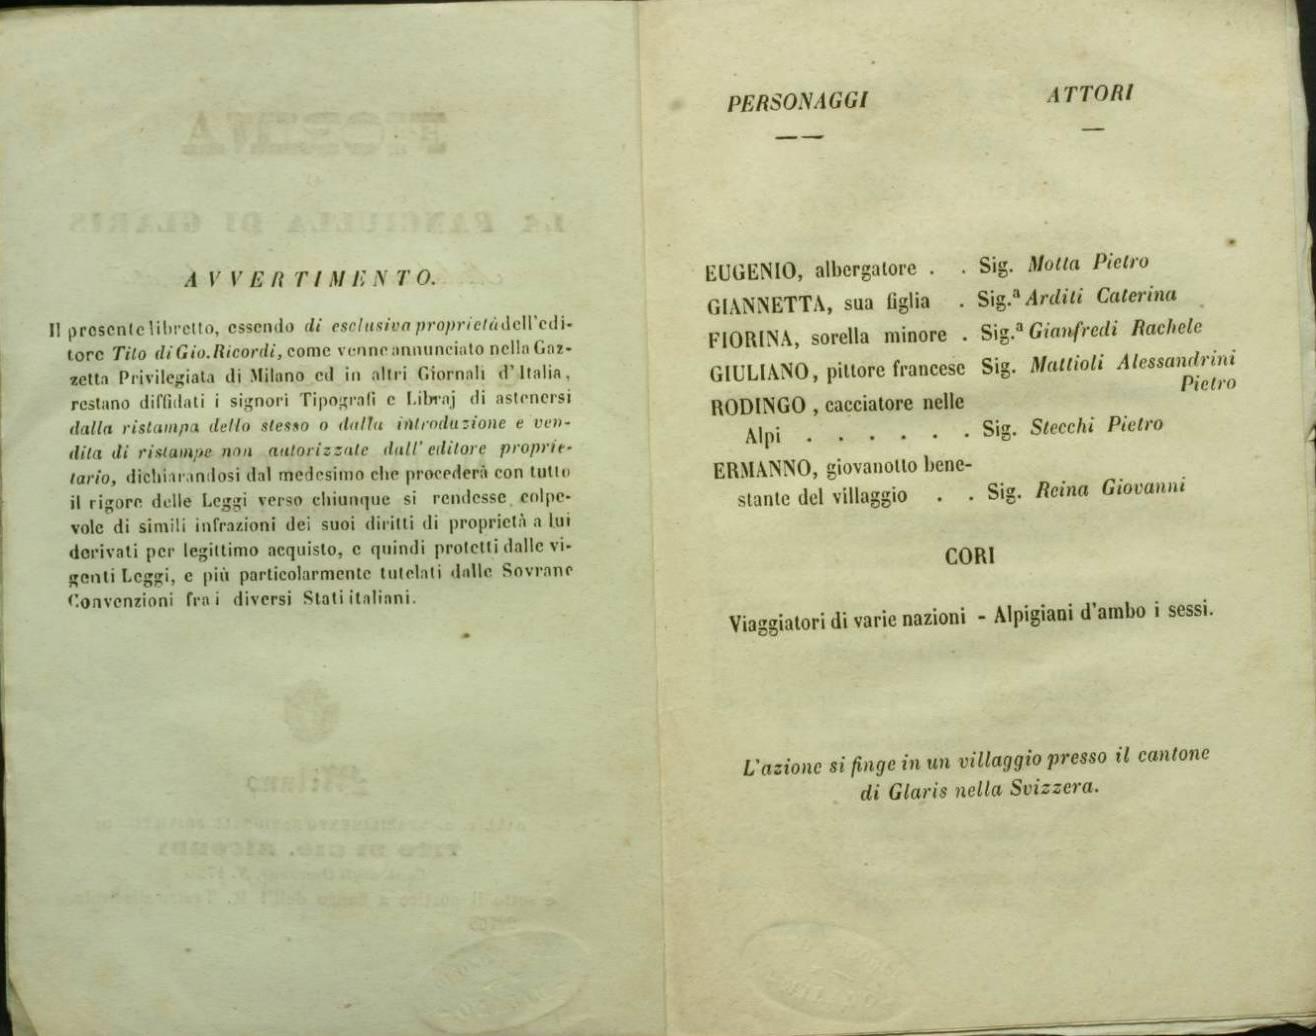 AVVERTIMENTO.
Il presente libretto, essendo di esclusiva proprietà dell'edi-
tore Tito di Gio. Ricordi, come venne annunciato nella Gaz-
zetta Privilegiata di Milano ed in altri Giornali d'Italia,
restano diffidati i signori Tipografi e Libraj di astenersi
dalla ristampa dello stesso o dalla introduzione e ven-
dita di ristampe non autorizzate dall'editore proprie-
tario, dichiarandosi dal medesimo che procederà con tutto
il rigore delle Leggi verso chiunque si rendesse colpe-
vole di simili infrazioni dei suoi diritti di proprietà a lui
derivati per legittimo acquisto, e quindi protetti dalle vi-
genti Leggi, e più particolarmente tutelati dalle Sovrane
Convenzioni fra i diversi Stati italiani.
PERSONAGGI ATTORI
EUGENIO, albergatore . . Sig. Motta Pietro
GIANNETTA, sua figlia . Sig.ª Arditi Caterina
FIORINA, sorella minore . Sig.ª Gianfredi Rachele
GIULIANO, pittore francese Sig. Mattioli Alessandrini
Pietro
RODINGO, cacciatore nelle
Alpi . . . . . . Sig. Stecchi Pietro
ERMANNO, giovanotto bene-
stante del villaggio . . Sig. Reina Giovanni
CORI
Viaggiatori di varie nazioni - Alpigiani d'ambo i sessi.
L'azione si finge in un villaggio presso il cantone
di Glaris nella Svizzera.